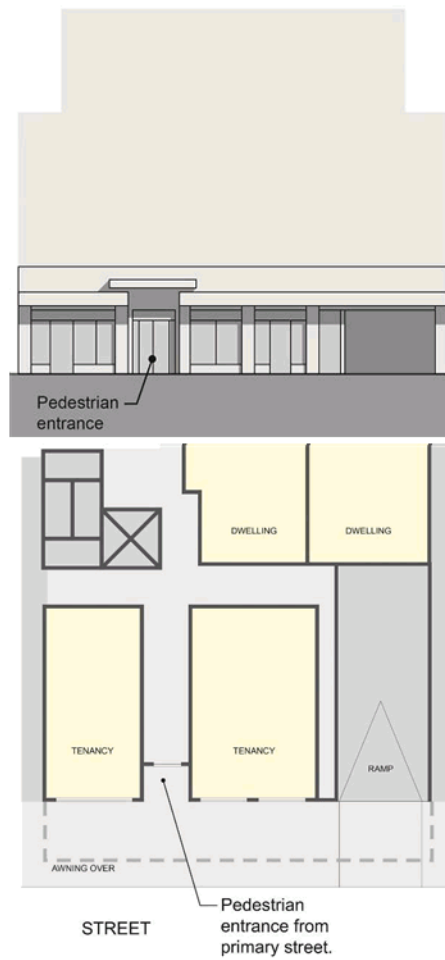 Pedestrian
entrance
DWELLING
DWELLING
TENANCY
TENANCY
RAMP
AWNING OVER
STREET
Pedestrian
entrance from
primary street.